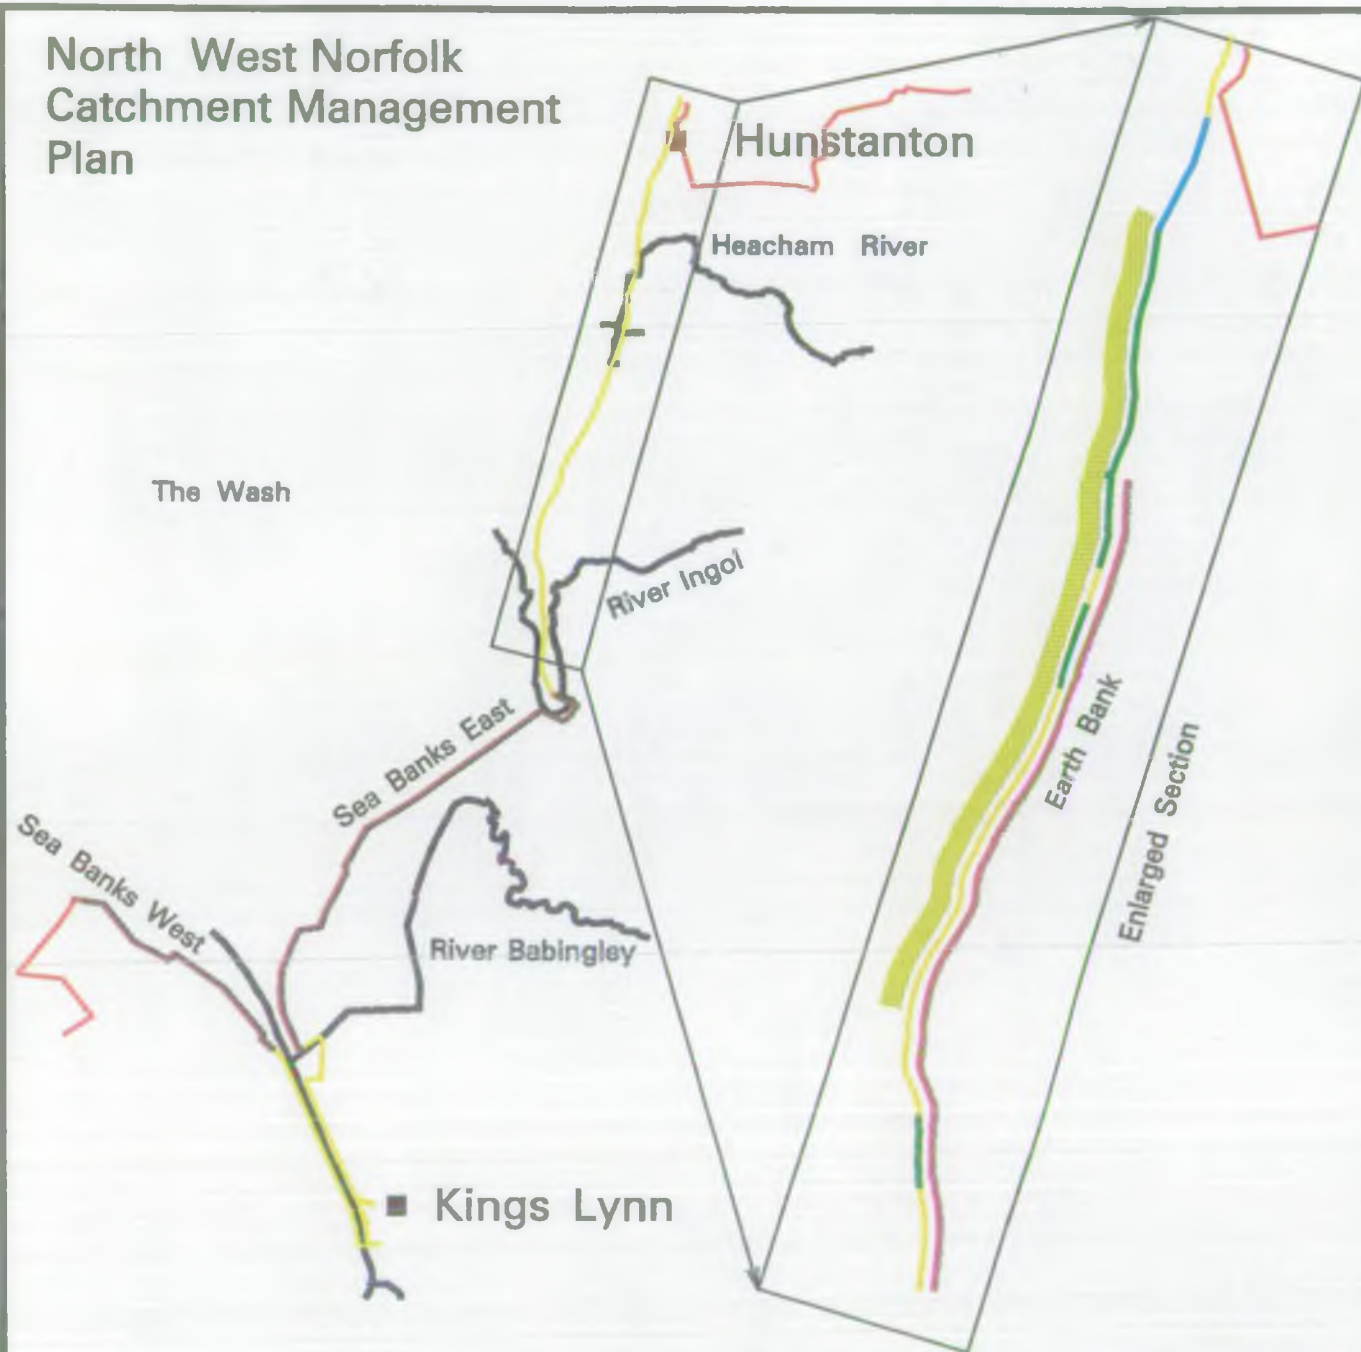 North West Norfolk
Catchment Management
Plan
Hunstanton
Heacham River
The Wash
River Ingol
Sea Banks East
Earth Bank
Enlarged Section
Sea Banks West
River Babingley
Kings Lynn